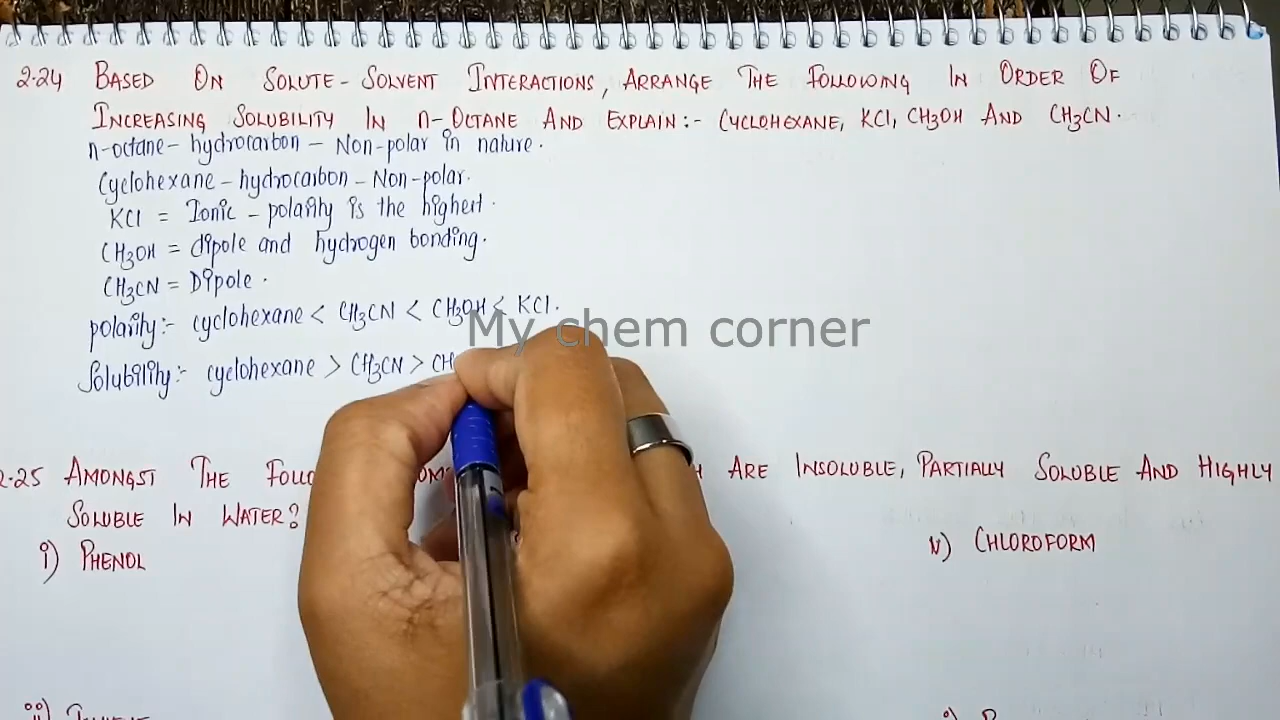 2.24 BASED ON SOLUTE-SOLVENT INTERACTIONS, ARRANGE THE FOLLOWING IN ORDER OF
INCREASING SOLUBILITY IN n-OCTANE AND EXPLAIN:- CYCLOHEXANE, KCl, CH3OH AND CH3CN.
n-octane- hydrocarbon - Non-polar in nature.
Cyclohexane - hydrocarbon - Non-polar.
KCl = Ionic - polarity is the highest.
CH3OH = dipole and hydrogen bonding.
CH3CN = Dipole.
polarity:- cyclohexane < CH3CN < CH3OH < KCl.
My chem corner
Solubility:- cyclohexane > CH3CN > CH
2.25 AMONGST THE ARE INSOLUBLE, PARTIALLY SOLUBLE AND HIGHLY
SOLUBLE IN WATER?
i) PHENOL
v) CHLOROFORM
ii)